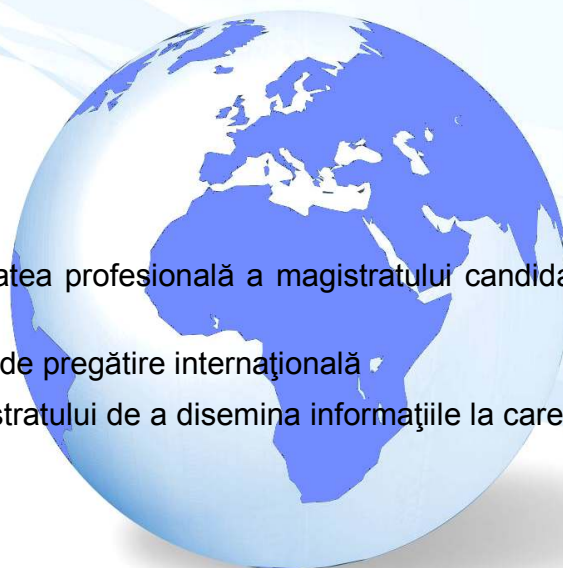 atea profesională a magistratului candida
de pregătire internaţională
stratului de a disemina informaţiile la care